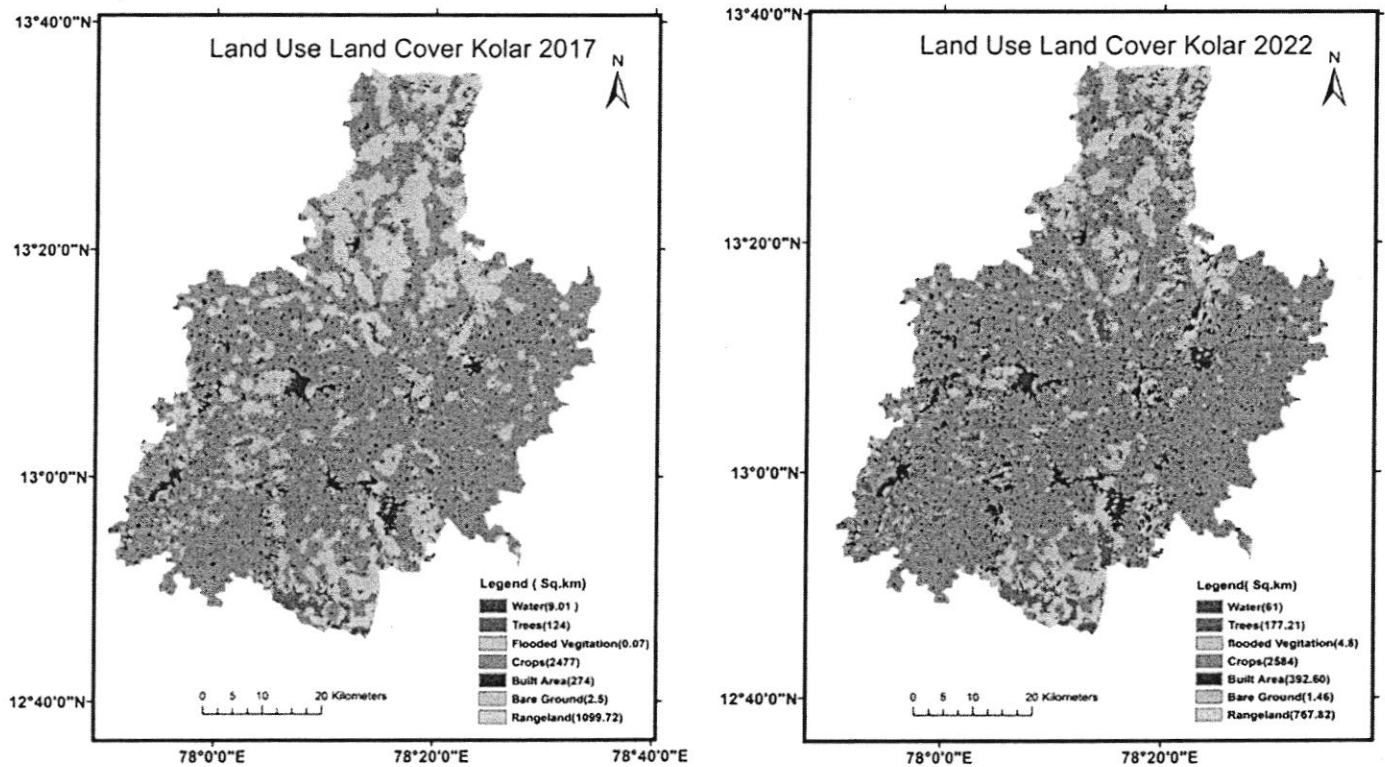 Land Use Land Cover Kolar 2017
N
13°40'0"N
13°20'0"N
13°0'0"N
12°40'0"N
78°0'0"E
78°20'0"E
78°40'0"E
0 5 10 20 Kilometers
Legend ( Sq.km)
Water(9.01 )
Trees(124)
Flooded Vegitation(0.07)
Crops(2477)
Built Area(274)
Bare Ground(2.5)
Rangeland(1099.72)
Land Use Land Cover Kolar 2022
N
13°40'0"N
13°20'0"N
13°0'0"N
12°40'0"N
78°0'0"E
78°20'0"E
0 5 10 20 Kilometers
Legend( Sq.km)
Water(61)
Trees(177.21)
flooded Vegitation(4.8)
Crops(2584)
Built Area(392.60)
Bare Ground(1.46)
Rangeland(767.82)